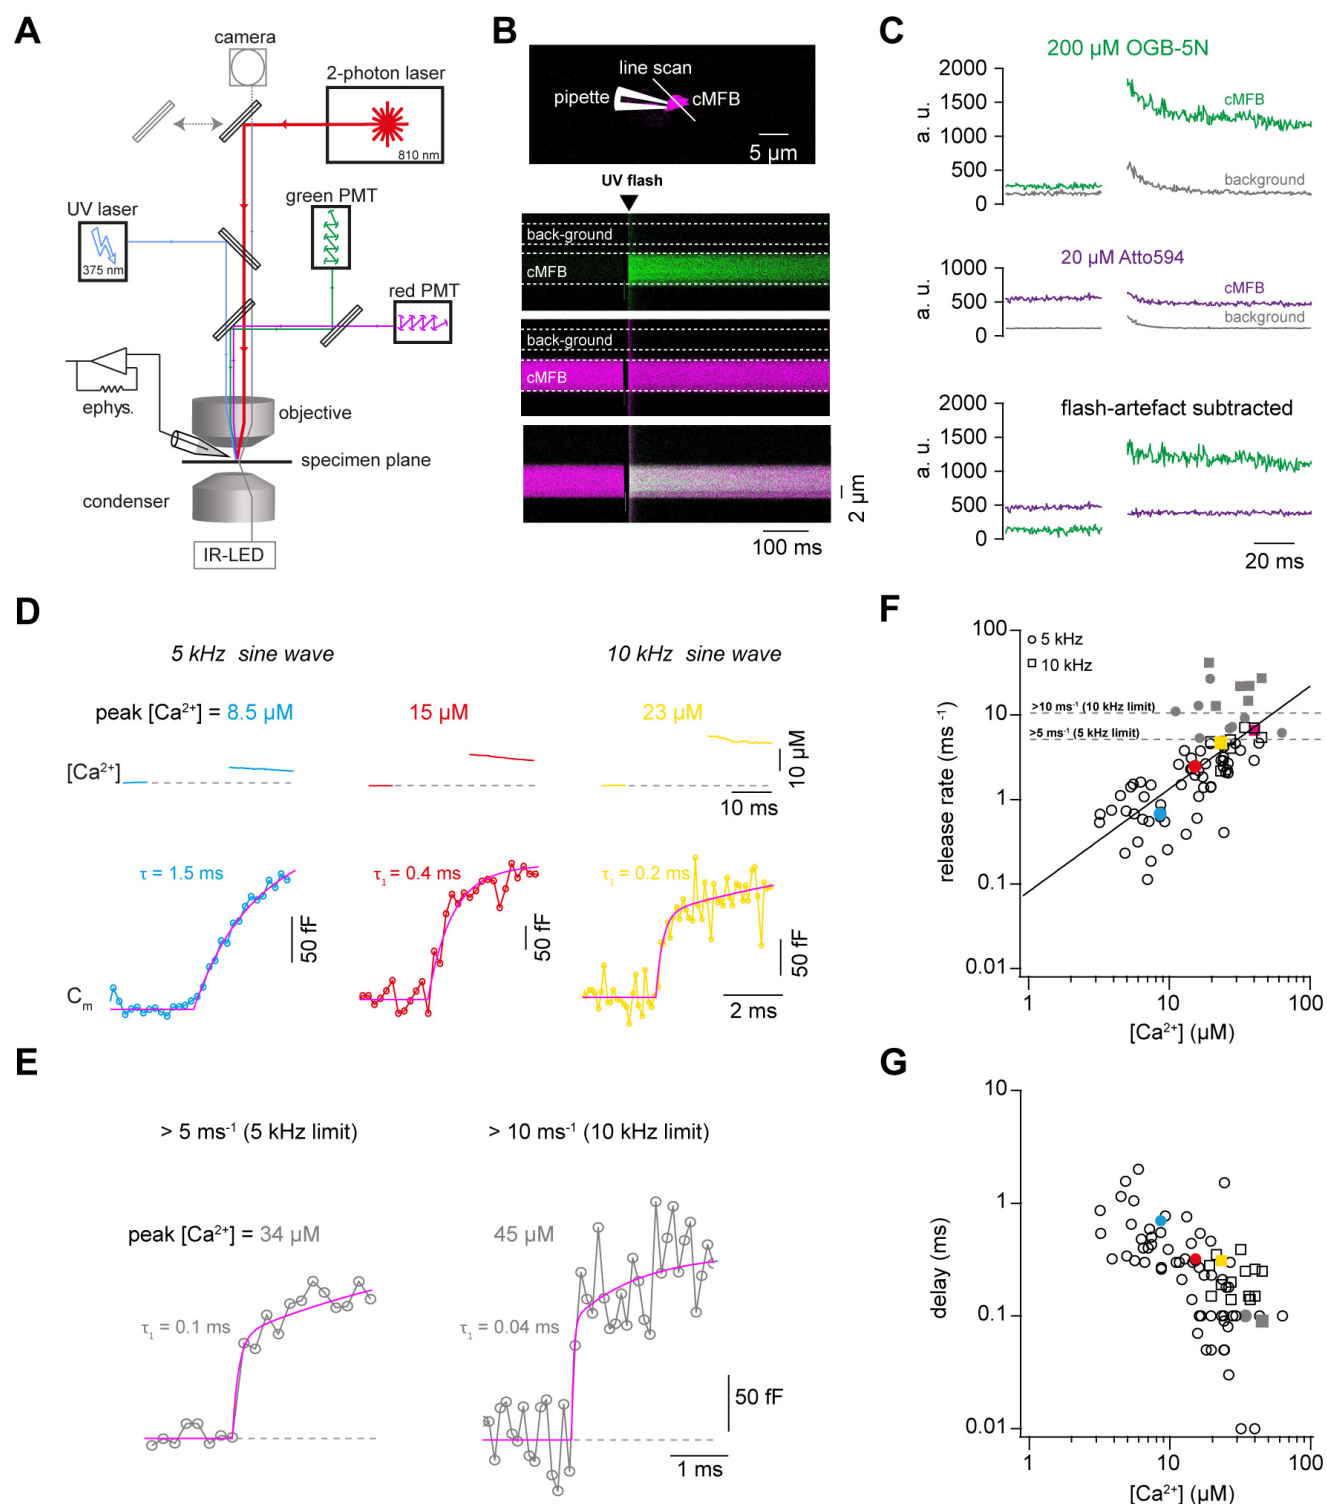 A
camera
2-photon laser
810 nm
green PMT
UV laser
375 nm
red PMT
ephys.
objective
specimen plane
condenser
IR-LED
B
line scan
pipette
cMFB
5 µm
UV flash
back-ground
cMFB
back-ground
cMFB
2 µm
100 ms
C
200 µM OGB-5N
2000
1500
1000
500
0
a. u.
cMFB
background
20 µM Atto594
1000
500
0
a. u.
cMFB
background
flash-artefact subtracted
2000
1500
1000
500
0
a. u.
20 ms
D
5 kHz sine wave
10 kHz sine wave
peak [Ca²⁺] = 8.5 µM
15 µM
23 µM
[Ca²⁺]
10 µM
10 ms
τ = 1.5 ms
τ₁ = 0.4 ms
τ₁ = 0.2 ms
50 fF
50 fF
50 fF
Cₘ
2 ms
E
> 5 ms⁻¹ (5 kHz limit)
> 10 ms⁻¹ (10 kHz limit)
peak [Ca²⁺] = 34 µM
45 µM
τ₁ = 0.1 ms
τ₁ = 0.04 ms
50 fF
1 ms
F
100
10
1
0.1
0.01
release rate (ms⁻¹)
5 kHz
10 kHz
>10 ms⁻¹ (10 kHz limit)
>5 ms⁻¹ (5 kHz limit)
1
10
100
[Ca²⁺] (µM)
G
10
1
0.1
0.01
delay (ms)
1
10
100
[Ca²⁺] (µM)